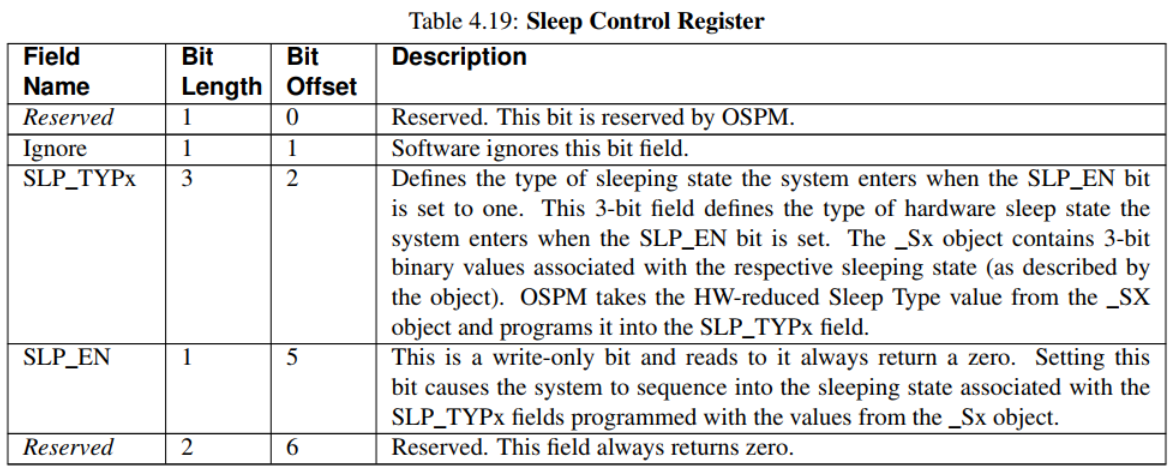 Table 4.19: Sleep Control Register
Field Name Bit Length Bit Offset Description
Reserved 1 0 Reserved. This bit is reserved by OSPM.
Ignore 1 1 Software ignores this bit field.
SLP_TYPx 3 2 Defines the type of sleeping state the system enters when the SLP_EN bit
is set to one. This 3-bit field defines the type of hardware sleep state the
system enters when the SLP_EN bit is set. The _Sx object contains 3-bit
binary values associated with the respective sleeping state (as described by
the object). OSPM takes the HW-reduced Sleep Type value from the _SX
object and programs it into the SLP_TYPx field.
SLP_EN 1 5 This is a write-only bit and reads to it always return a zero. Setting this
bit causes the system to sequence into the sleeping state associated with the
SLP_TYPx fields programmed with the values from the _Sx object.
Reserved 2 6 Reserved. This field always returns zero.